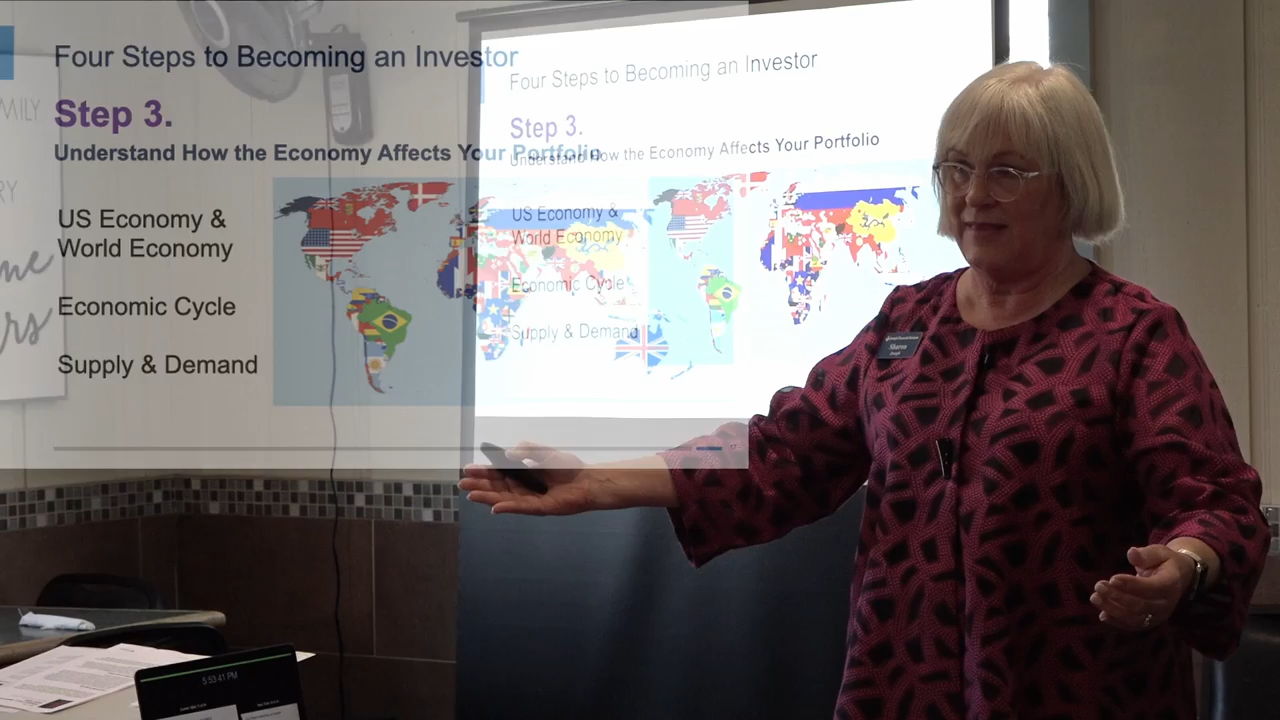 Four Steps to Becoming an Investor
Step 3.
Understand How the Economy Affects Your Portfolio
US Economy &
World Economy
Economic Cycle
Supply & Demand
Four Steps to Becoming an Investor
Step 3.
Understand How the Economy Affects Your Portfolio
US Economy &
World Economy
Economic Cycle
Supply & Demand
Sharon
5:53:41 PM